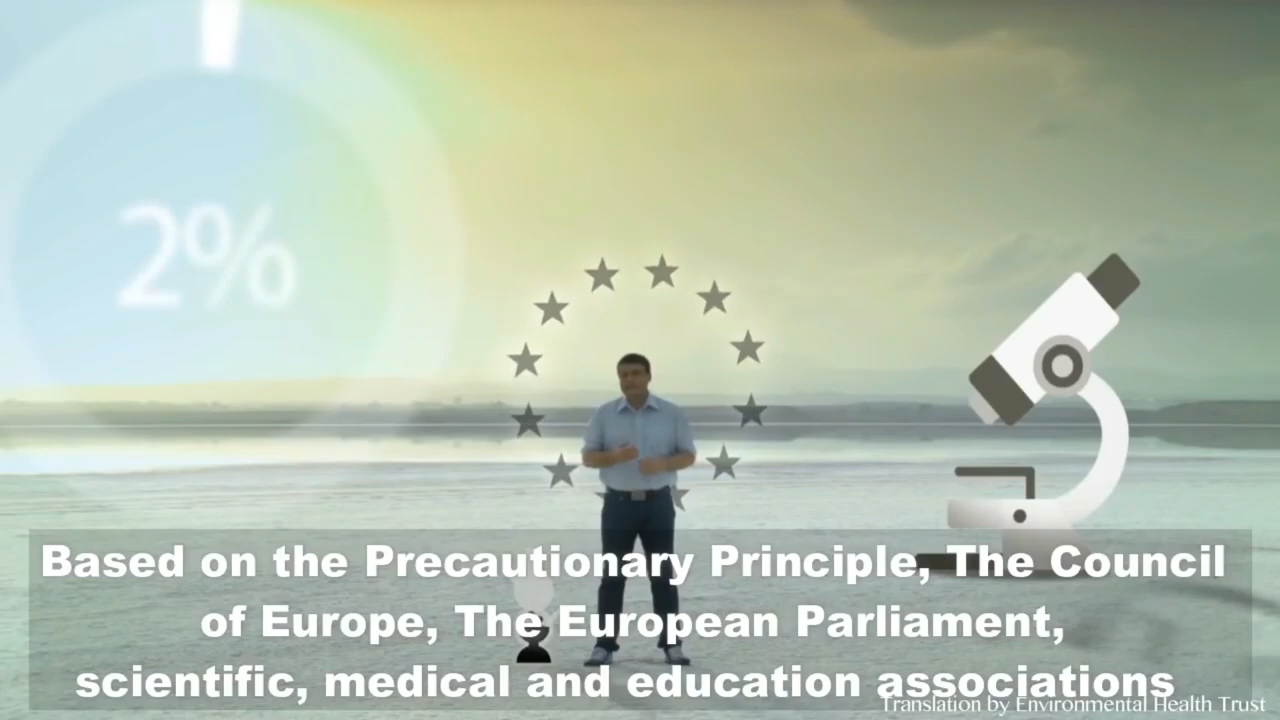 2%
Based on the Precautionary Principle, The Council
of Europe, The European Parliament,
scientific, medical and education associations
Translation by Environmental Health Trust